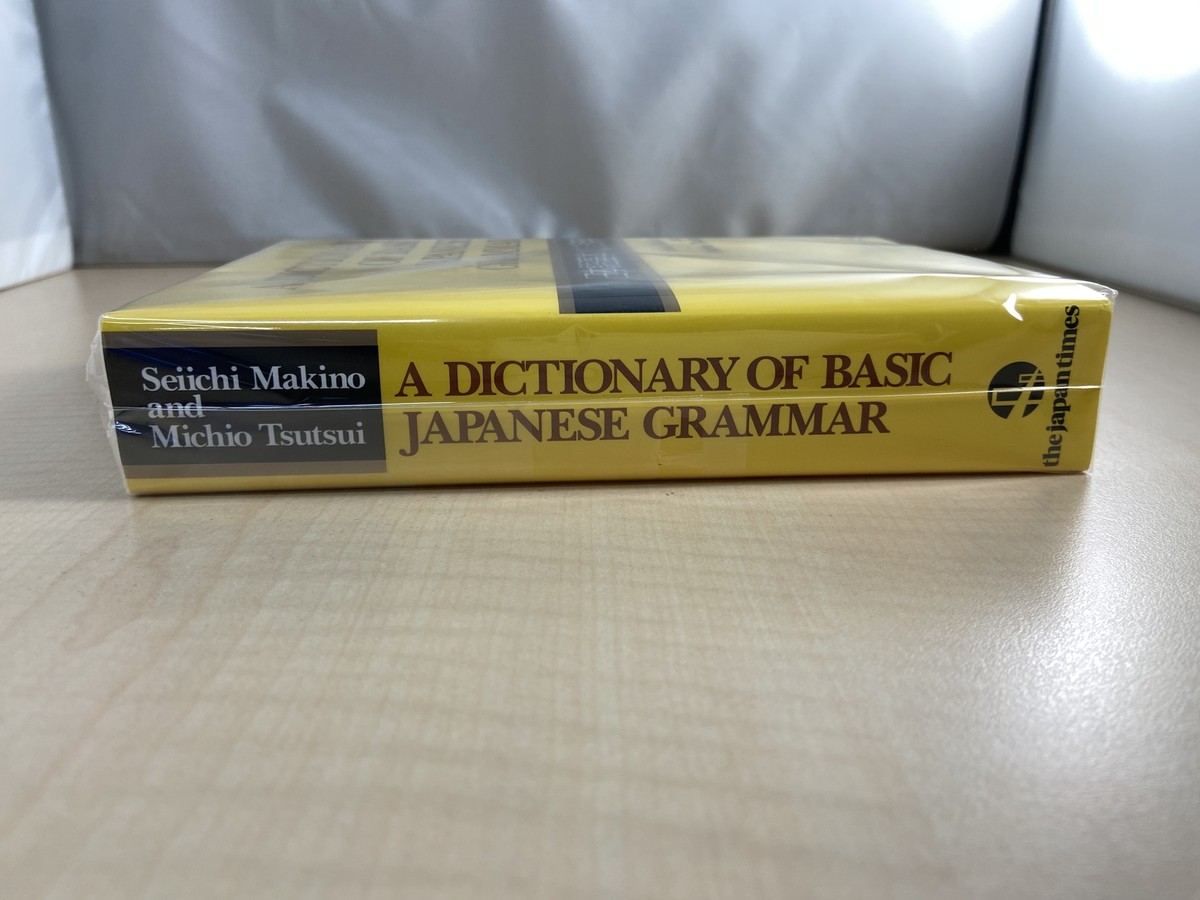 Seiichi Makino
and
Michio Tsutsui
A DICTIONARY OF BASIC
JAPANESE GRAMMAR
the japan times